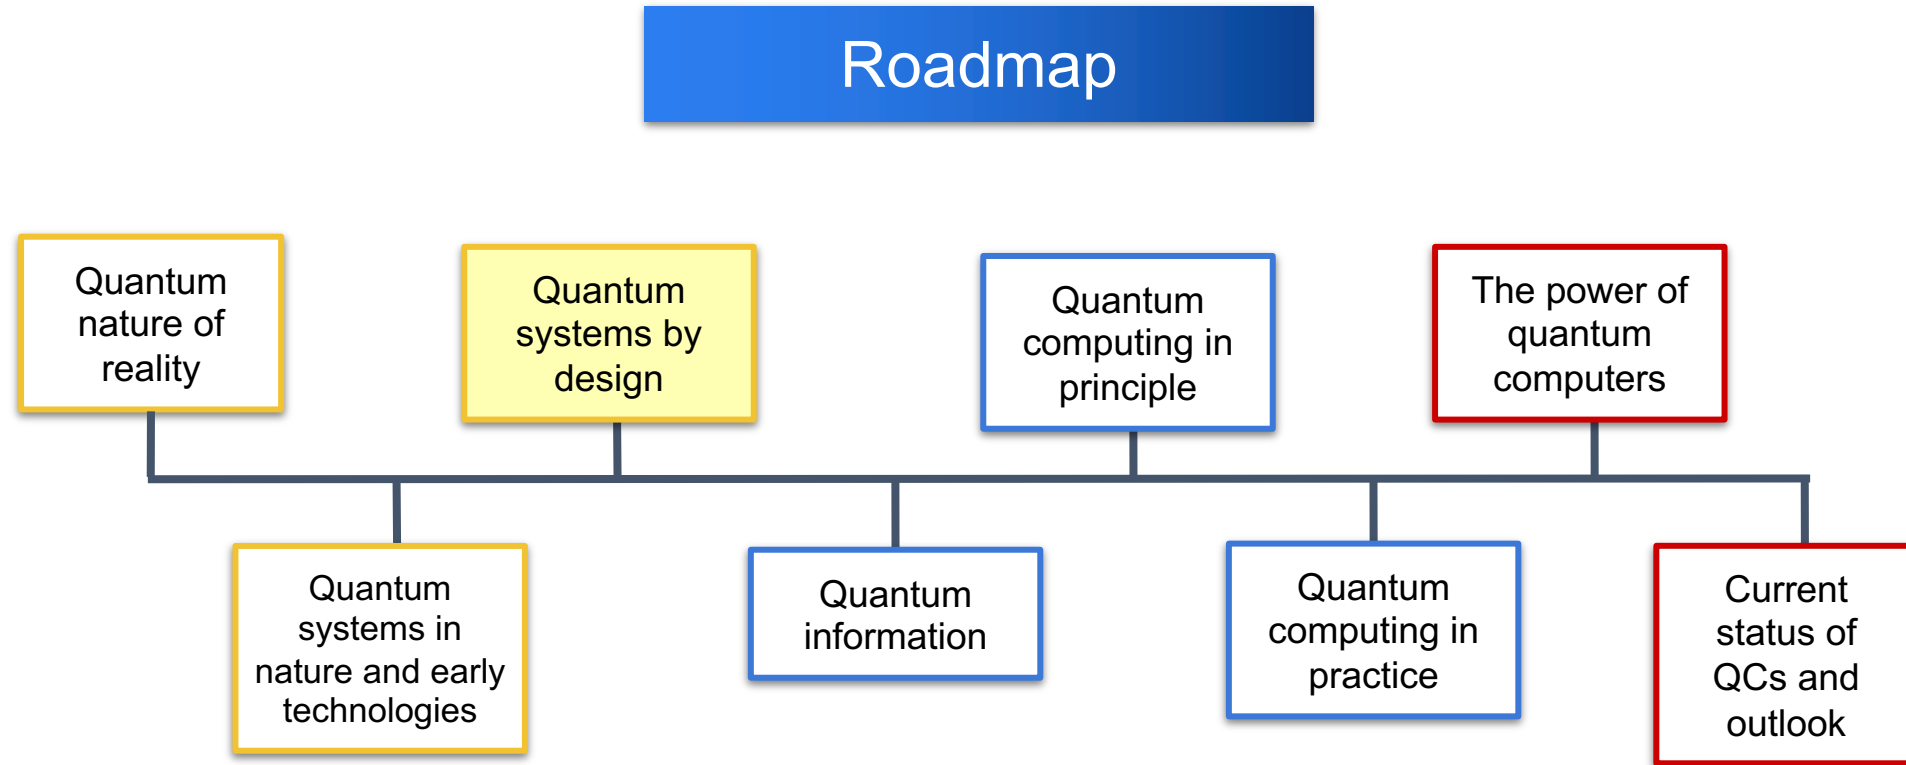 Roadmap
Quantum
nature of
reality
Quantum
systems by
design
Quantum
computing in
principle
The power of
quantum
computers
Quantum
systems in
nature and early
technologies
Quantum
information
Quantum
computing in
practice
Current
status of
QCs and
outlook